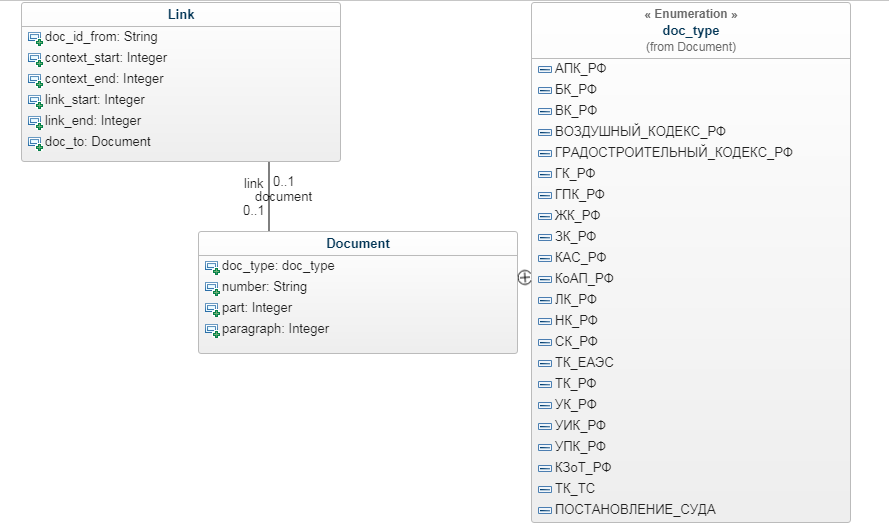 Link
doc_id_from: String
context_start: Integer
context_end: Integer
link_start: Integer
link_end: Integer
doc_to: Document
link
0..1
document
0..1
Document
doc_type: doc_type
number: String
part: Integer
paragraph: Integer
« Enumeration »
doc_type
(from Document)
АПК_РФ
БК_РФ
ВК_РФ
ВОЗДУШНЫЙ_КОДЕКС_РФ
ГРАДОСТРОИТЕЛЬНЫЙ_КОДЕКС_РФ
ГК_РФ
ГПК_РФ
ЖК_РФ
ЗК_РФ
КАС_РФ
КоАП_РФ
ЛК_РФ
НК_РФ
СК_РФ
ТК_ЕАЭС
ТК_РФ
УК_РФ
УИК_РФ
УПК_РФ
КЗоТ_РФ
ТК_ТС
ПОСТАНОВЛЕНИЕ_СУДА